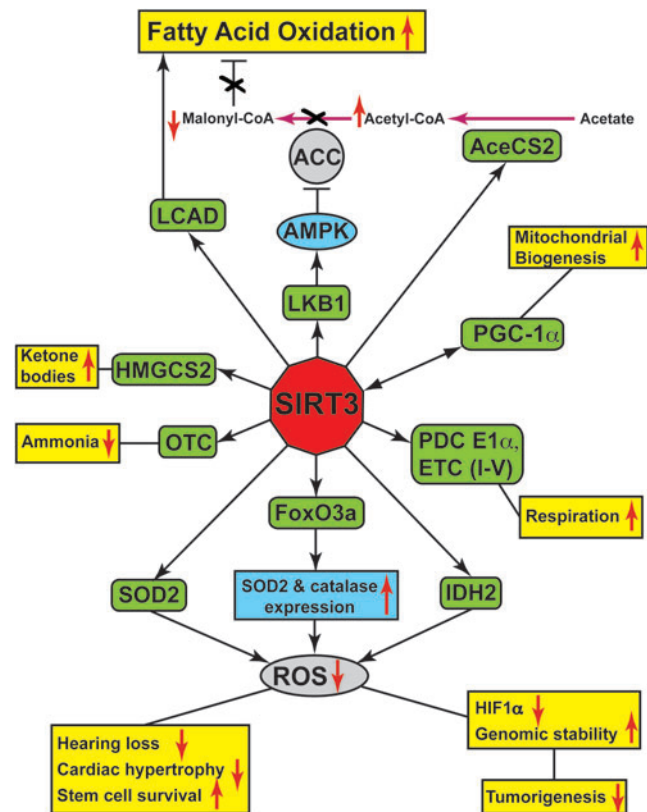 Fatty Acid Oxidation
Malonyl-CoA
Acetyl-CoA
Acetate
ACC
AceCS2
LCAD
AMPK
Mitochondrial
Biogenesis
LKB1
PGC-1α
Ketone
bodies
HMGCS2
SIRT3
Ammonia
OTC
PDC E1α,
ETC (I-V)
FoxO3a
Respiration
SOD2
SOD2 & catalase
expression
IDH2
ROS
HIF1α
Genomic stability
Hearing loss
Cardiac hypertrophy
Stem cell survival
Tumorigenesis